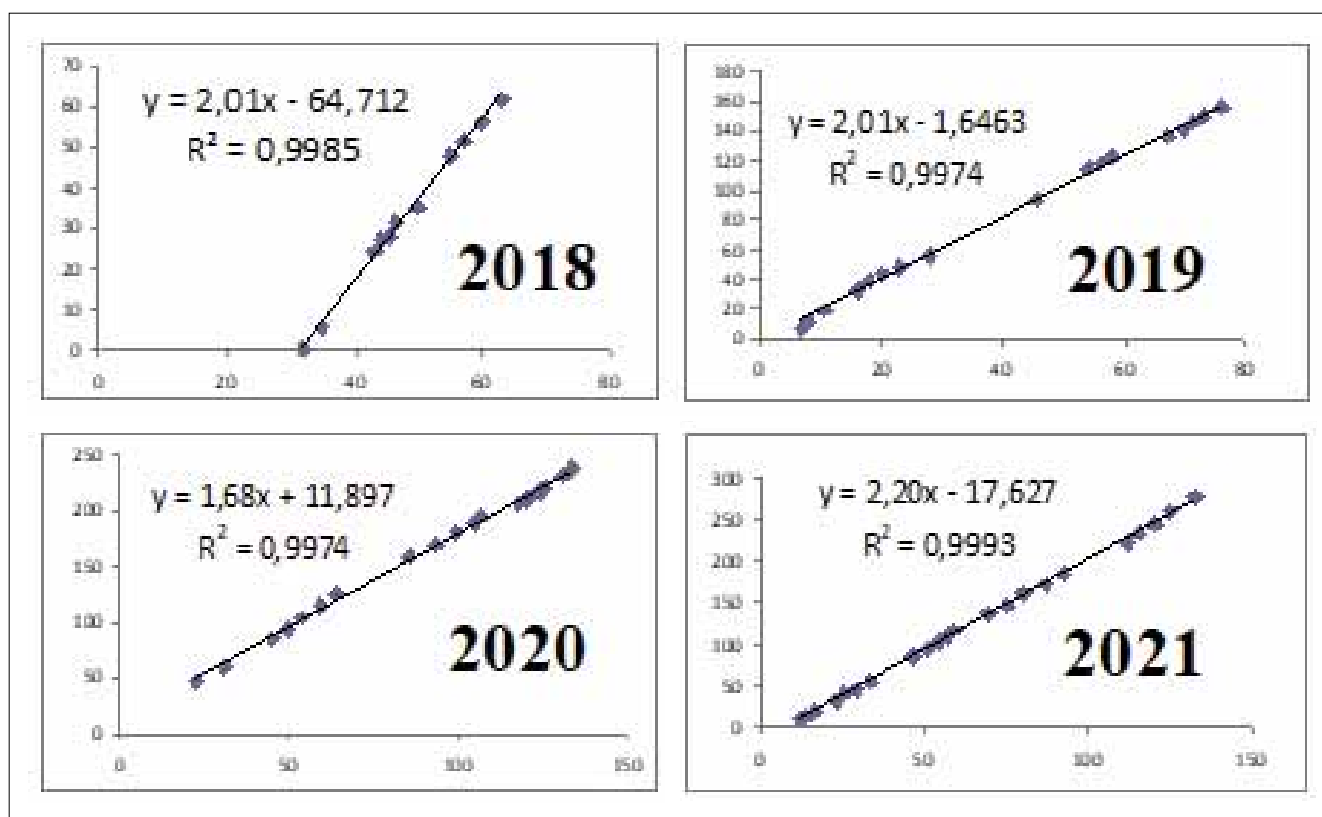 70
60
50
40
30
20
10
0
0 20 40 60 80
y = 2,01x - 64,712
R² = 0,9985
2018
180
160
140
120
100
80
60
40
20
0
0 20 40 60 80
y = 2,01x - 1,6463
R² = 0,9974
2019
250
200
150
100
50
0
0 50 100 150
y = 1,68x + 11,897
R² = 0,9974
2020
300
250
200
150
100
50
0
0 50 100 150
y = 2,20x - 17,627
R² = 0,9993
2021